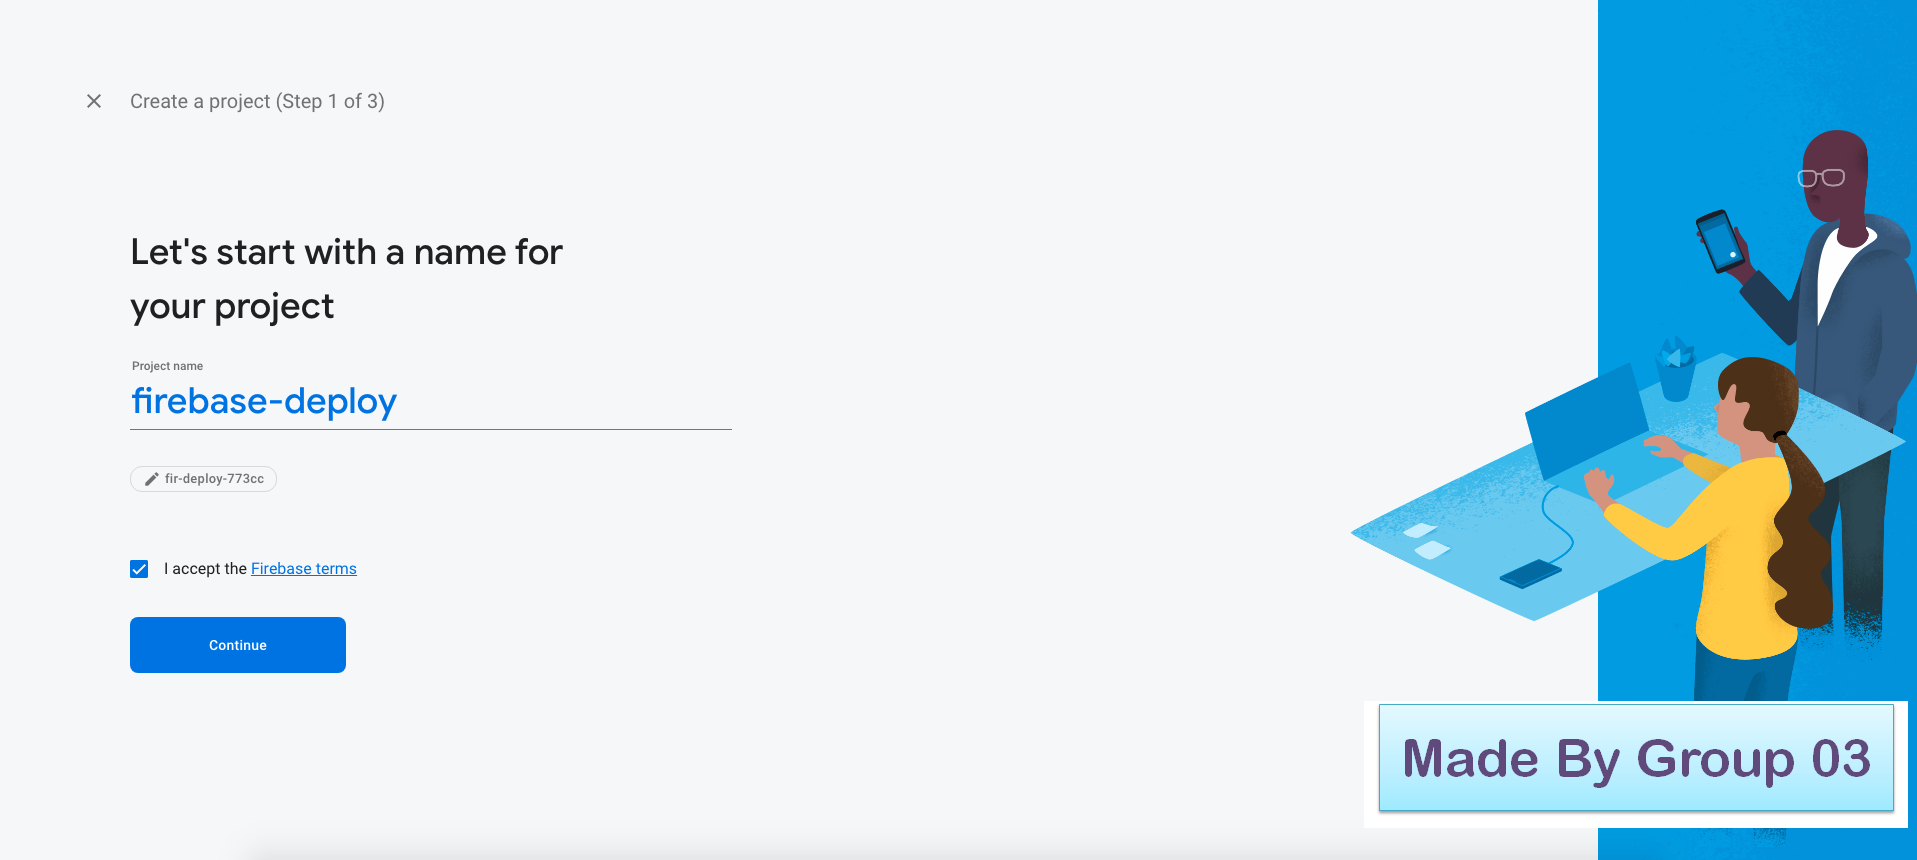 Create a project (Step 1 of 3)
Let's start with a name for
your project
Project name
firebase-deploy
fir-deploy-773cc
I accept the Firebase terms
Continue
Made By Group 03